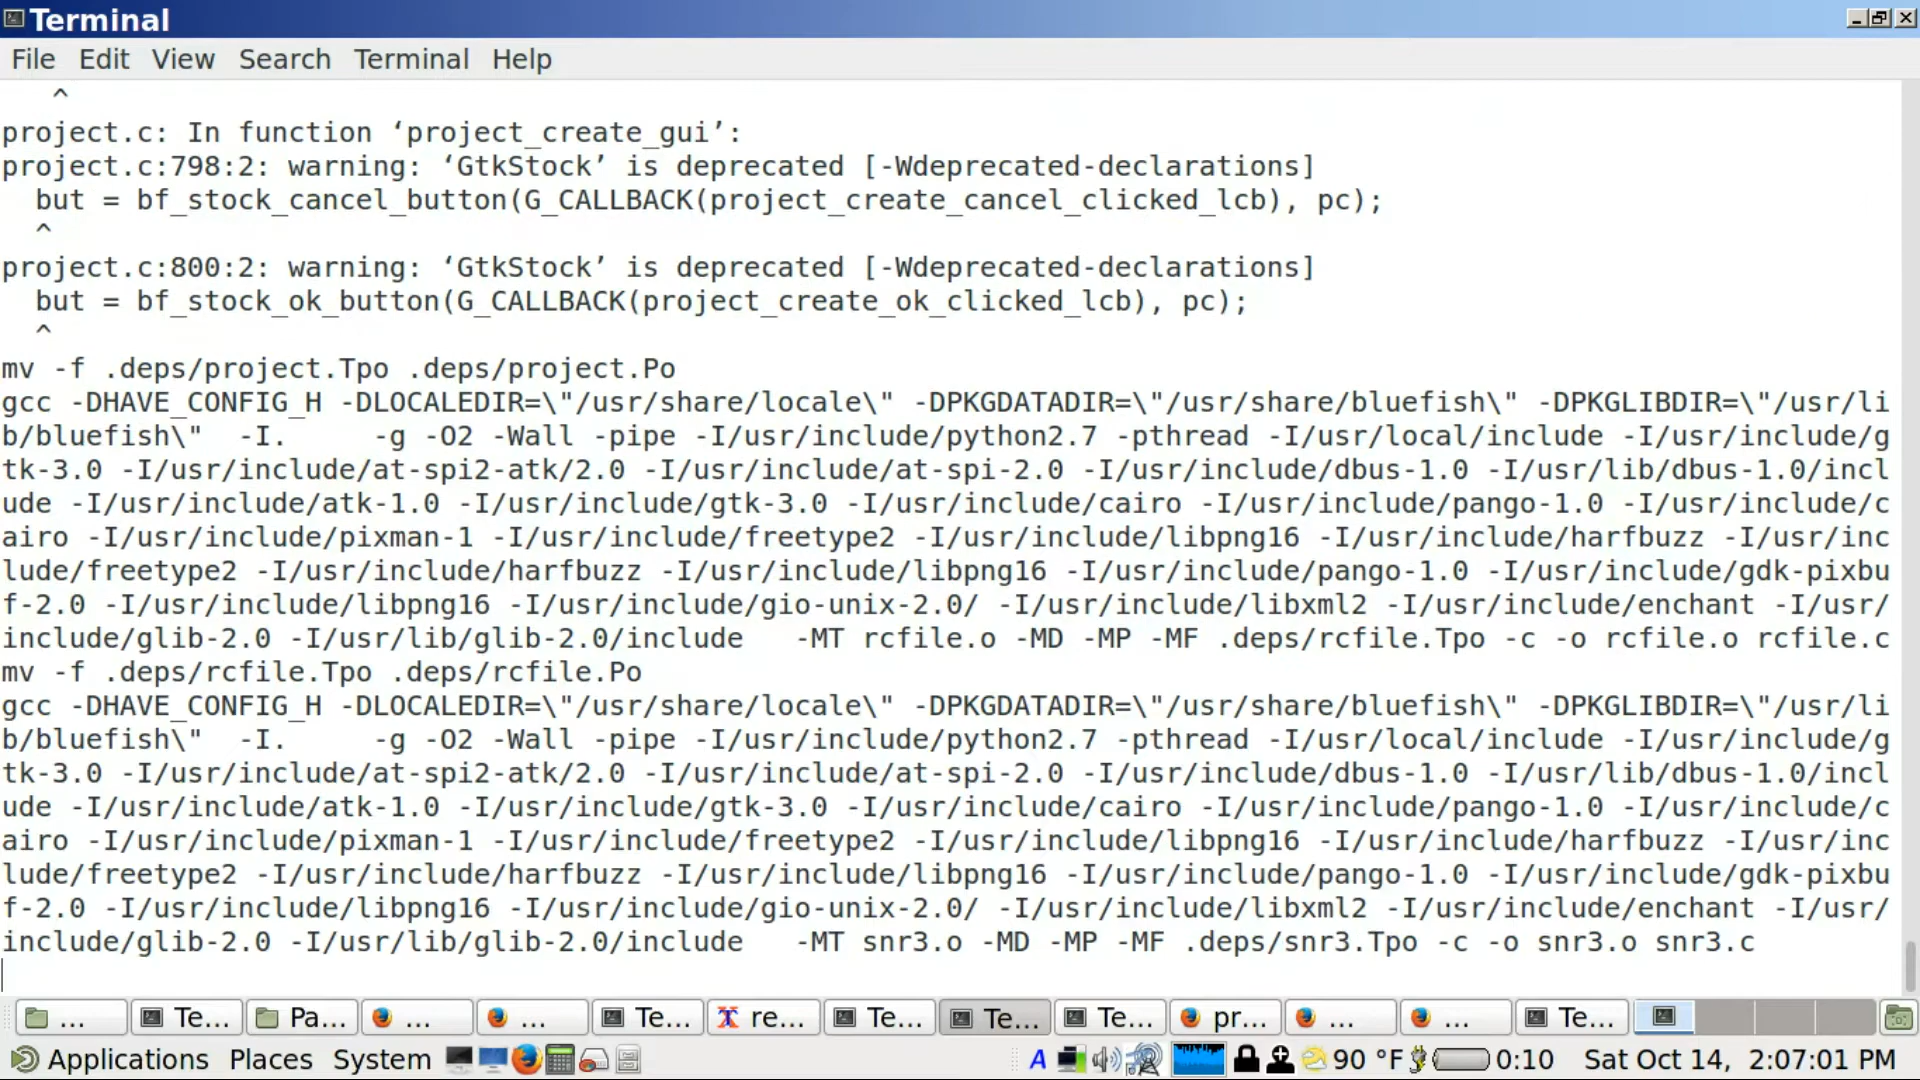 Terminal
File Edit View Search Terminal Help
^
project.c: In function ‘project_create_gui’:
project.c:798:2: warning: ‘GtkStock’ is deprecated [-Wdeprecated-declarations]
but = bf_stock_cancel_button(G_CALLBACK(project_create_cancel_clicked_lcb), pc);
^
project.c:800:2: warning: ‘GtkStock’ is deprecated [-Wdeprecated-declarations]
but = bf_stock_ok_button(G_CALLBACK(project_create_ok_clicked_lcb), pc);
^
mv -f .deps/project.Tpo .deps/project.Po
gcc -DHAVE_CONFIG_H -DLOCALEDIR=\"/usr/share/locale\" -DPKGDATADIR=\"/usr/share/bluefish\" -DPKGLIBDIR=\"/usr/li
b/bluefish\"  -I.     -g -O2 -Wall -pipe -I/usr/include/python2.7 -pthread -I/usr/local/include -I/usr/include/g
tk-3.0 -I/usr/include/at-spi2-atk/2.0 -I/usr/include/at-spi-2.0 -I/usr/include/dbus-1.0 -I/usr/lib/dbus-1.0/incl
ude -I/usr/include/atk-1.0 -I/usr/include/gtk-3.0 -I/usr/include/cairo -I/usr/include/pango-1.0 -I/usr/include/c
airo -I/usr/include/pixman-1 -I/usr/include/freetype2 -I/usr/include/libpng16 -I/usr/include/harfbuzz -I/usr/inc
lude/freetype2 -I/usr/include/harfbuzz -I/usr/include/libpng16 -I/usr/include/pango-1.0 -I/usr/include/gdk-pixbu
f-2.0 -I/usr/include/libpng16 -I/usr/include/gio-unix-2.0/ -I/usr/include/libxml2 -I/usr/include/enchant -I/usr/
include/glib-2.0 -I/usr/lib/glib-2.0/include   -MT rcfile.o -MD -MP -MF .deps/rcfile.Tpo -c -o rcfile.o rcfile.c
mv -f .deps/rcfile.Tpo .deps/rcfile.Po
gcc -DHAVE_CONFIG_H -DLOCALEDIR=\"/usr/share/locale\" -DPKGDATADIR=\"/usr/share/bluefish\" -DPKGLIBDIR=\"/usr/li
b/bluefish\"  -I.     -g -O2 -Wall -pipe -I/usr/include/python2.7 -pthread -I/usr/local/include -I/usr/include/g
tk-3.0 -I/usr/include/at-spi2-atk/2.0 -I/usr/include/at-spi-2.0 -I/usr/include/dbus-1.0 -I/usr/lib/dbus-1.0/incl
ude -I/usr/include/atk-1.0 -I/usr/include/gtk-3.0 -I/usr/include/cairo -I/usr/include/pango-1.0 -I/usr/include/c
airo -I/usr/include/pixman-1 -I/usr/include/freetype2 -I/usr/include/libpng16 -I/usr/include/harfbuzz -I/usr/inc
lude/freetype2 -I/usr/include/harfbuzz -I/usr/include/libpng16 -I/usr/include/pango-1.0 -I/usr/include/gdk-pixbu
f-2.0 -I/usr/include/libpng16 -I/usr/include/gio-unix-2.0/ -I/usr/include/libxml2 -I/usr/include/enchant -I/usr/
include/glib-2.0 -I/usr/lib/glib-2.0/include   -MT snr3.o -MD -MP -MF .deps/snr3.Tpo -c -o snr3.o snr3.c
... Te... Pa... ... ... Te... re... Te... Te... Te... pr... ... ... Te...
Applications Places System A 90 °F 0:10 Sat Oct 14, 2:07:01 PM